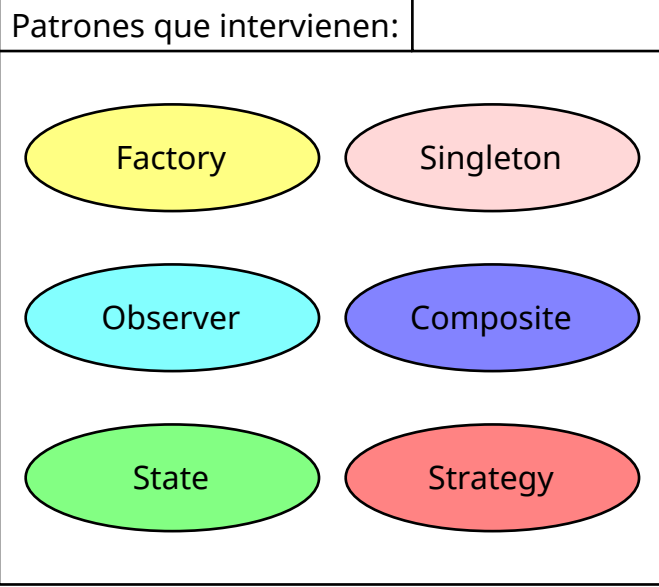 Patrones que intervienen:
Factory
Singleton
Observer
Composite
State
Strategy